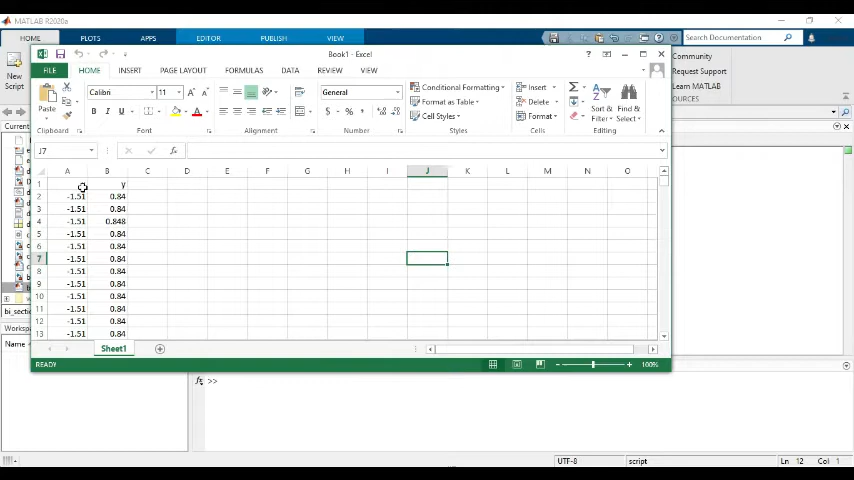 MATLAB R2020a
HOME PLOTS APPS EDITOR PUBLISH VIEW
Search Documentation
Book1 - Excel
FILE HOME INSERT PAGE LAYOUT FORMULAS DATA REVIEW VIEW
New
Script
Paste
Calibri 11
General
Conditional Formatting
Format as Table
Cell Styles
Insert
Delete
Format
Sort &
Filter
Find &
Select
Clipboard Font Alignment Number Styles Cells Editing
Community
Request Support
Learn MATLAB
OURCES
Curren
J7
A B C D E F G H I J K L M N O
1 y
2 -1.51 0.84
3 -1.51 0.84
4 -1.51 0.848
5 -1.51 0.84
6 -1.51 0.84
7 -1.51 0.84
8 -1.51 0.84
9 -1.51 0.84
10 -1.51 0.84
11 -1.51 0.84
12 -1.51 0.84
13 -1.51 0.84
bi_section
Worksp
Name
Sheet1
READY
100%
fx >>
UTF-8
script
Ln 12 Col 1